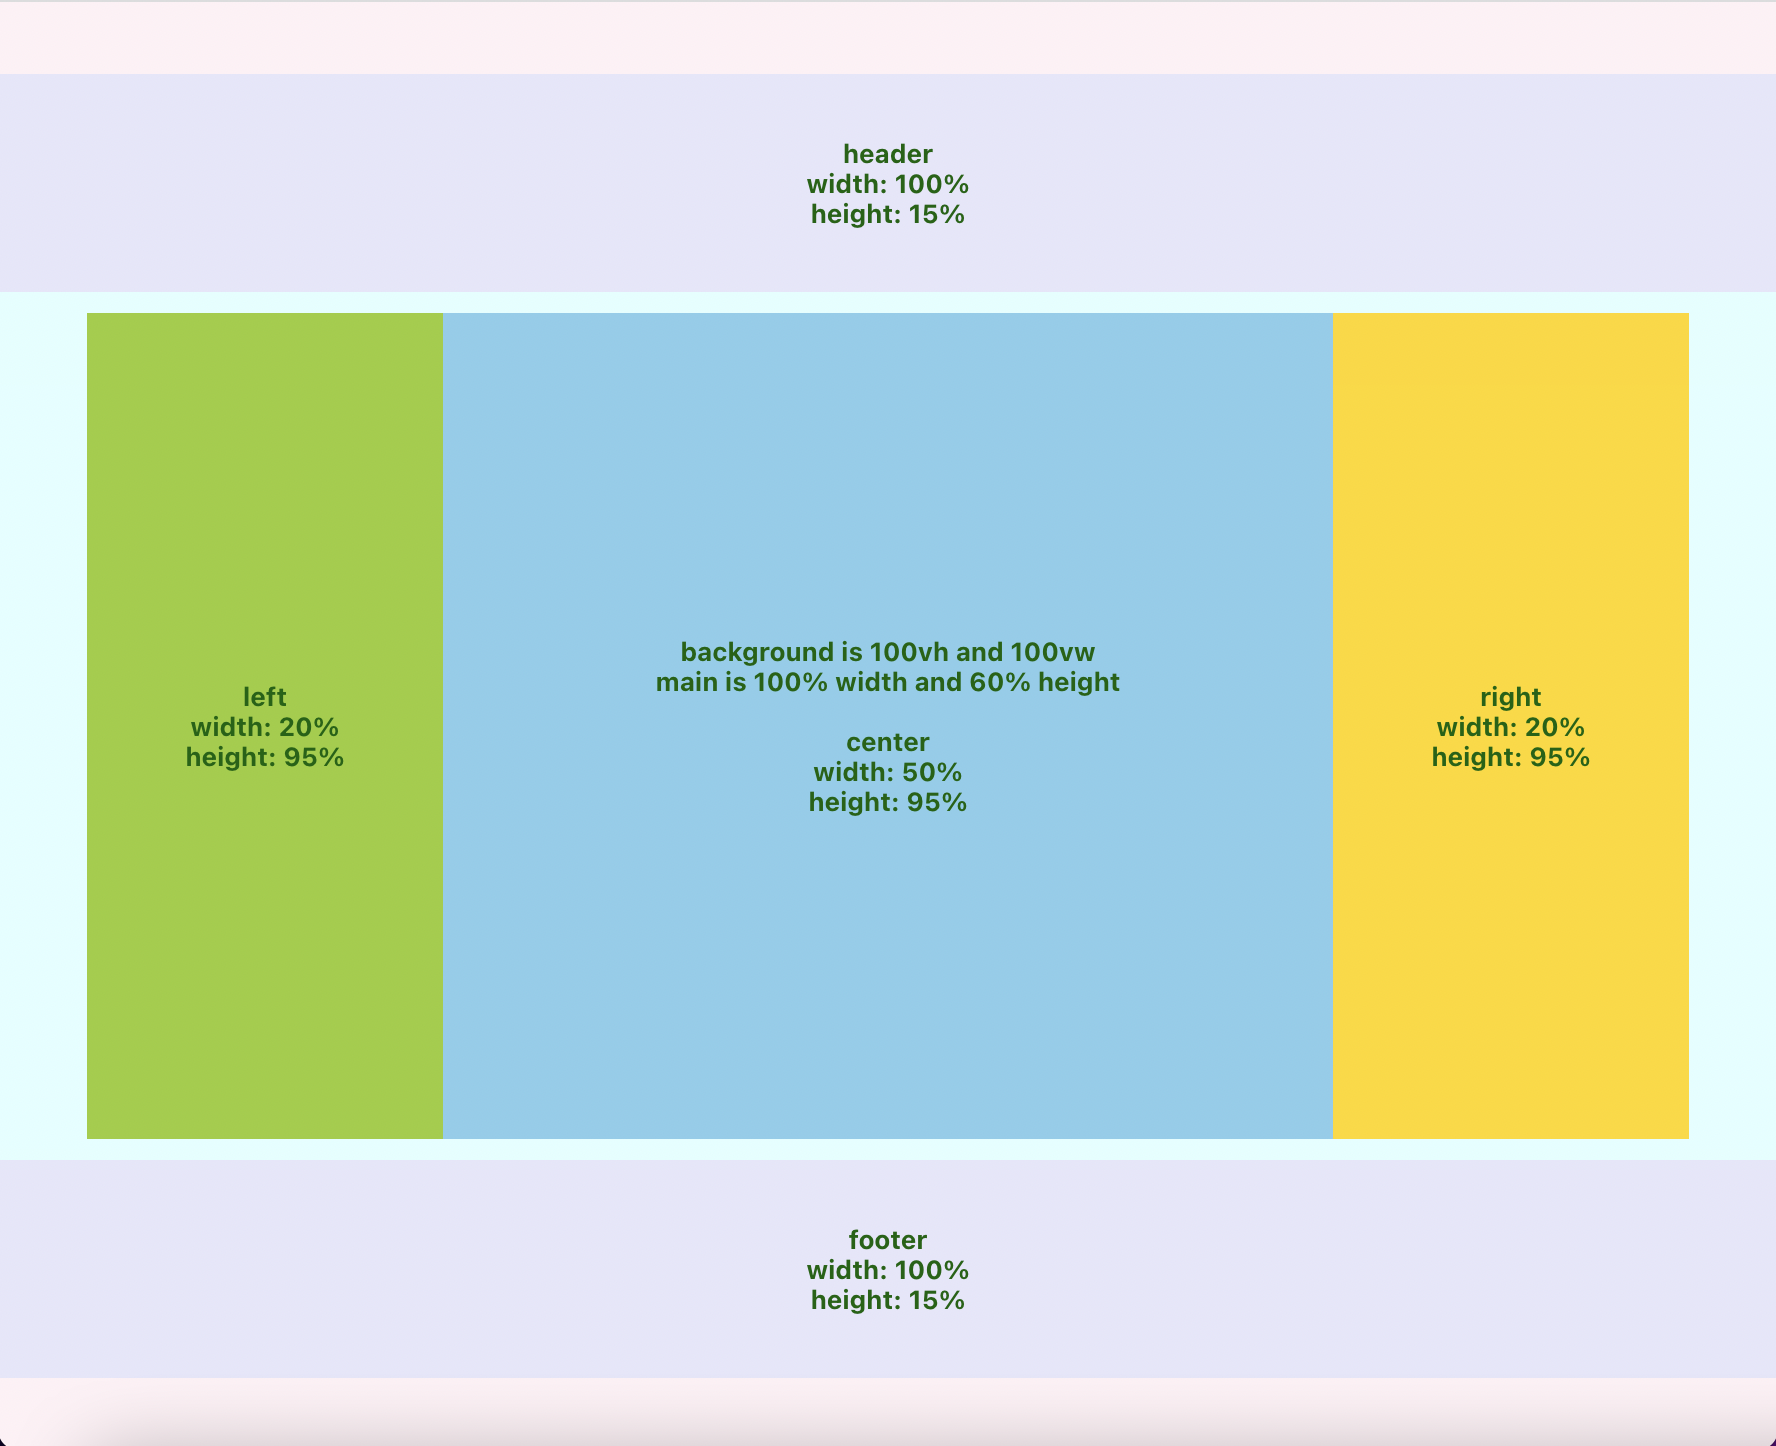 header
width: 100%
height: 15%
left
width: 20%
height: 95%
background is 100vh and 100vw
main is 100% width and 60% height
center
width: 50%
height: 95%
right
width: 20%
height: 95%
footer
width: 100%
height: 15%